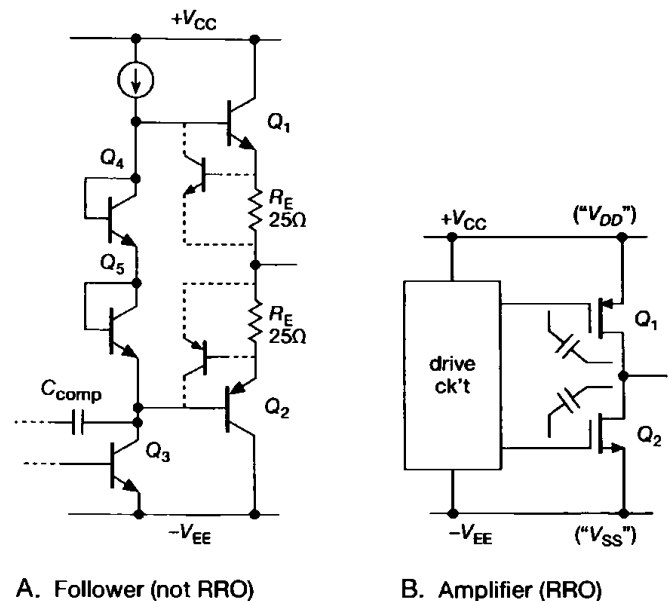 +VCC
Q1
Q4
RE
25Ω
Q5
RE
25Ω
Ccomp
Q2
Q3
−VEE
A. Follower (not RRO)
+VCC
("VDD")
Q1
drive
ck't
Q2
−VEE
("VSS")
B. Amplifier (RRO)